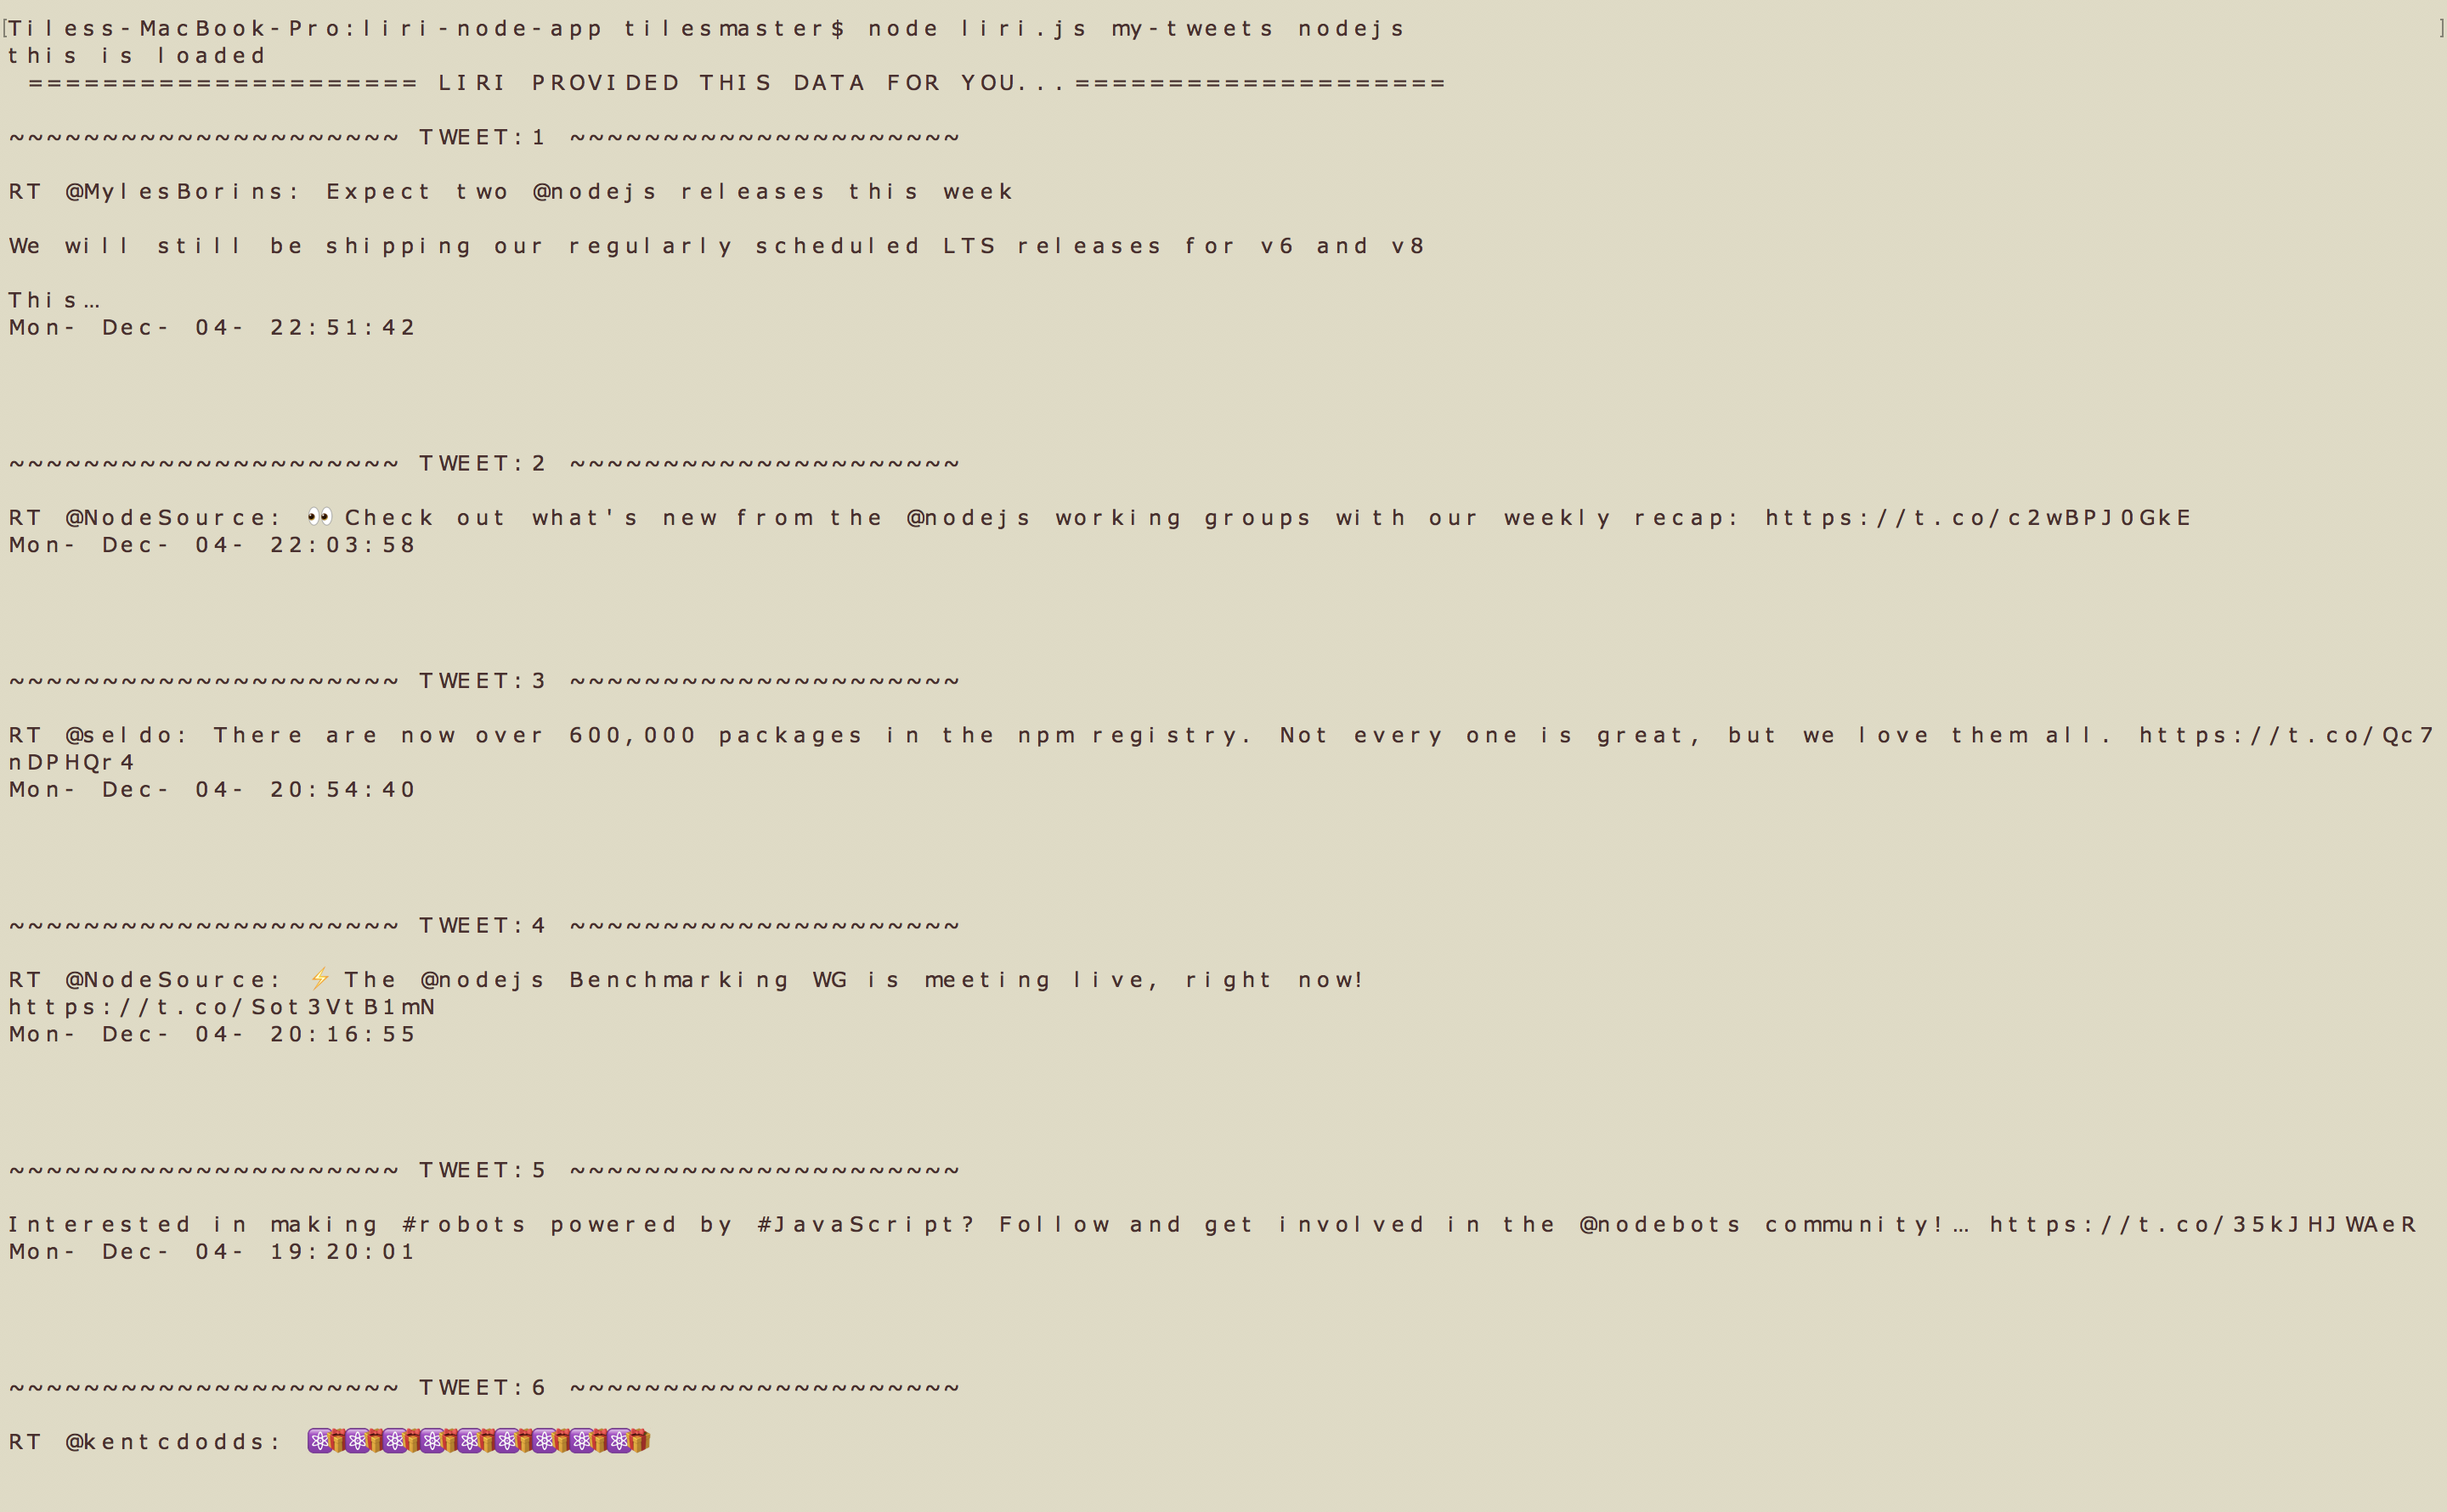 [Tiless-MacBook-Pro:liri-node-app tilesmaster$ node liri.js my-tweets nodejs ]
this is loaded
 ===================== LIRI PROVIDED THIS DATA FOR YOU...====================
~~~~~~~~~~~~~~~~~~~~~ TWEET:1 ~~~~~~~~~~~~~~~~~~~~~
RT @MylesBorins: Expect two @nodejs releases this week
We will still be shipping our regularly scheduled LTS releases for v6 and v8
This…
Mon- Dec- 04- 22:51:42
~~~~~~~~~~~~~~~~~~~~~ TWEET:2 ~~~~~~~~~~~~~~~~~~~~~
RT @NodeSource: 👀 Check out what's new from the @nodejs working groups with our weekly recap: https://t.co/c2wBPJ0GkE
Mon- Dec- 04- 22:03:58
~~~~~~~~~~~~~~~~~~~~~ TWEET:3 ~~~~~~~~~~~~~~~~~~~~~
RT @seldo: There are now over 600,000 packages in the npm registry. Not every one is great, but we love them all. https://t.co/Qc7
nDPHQr4
Mon- Dec- 04- 20:54:40
~~~~~~~~~~~~~~~~~~~~~ TWEET:4 ~~~~~~~~~~~~~~~~~~~~~
RT @NodeSource: ⚡ The @nodejs Benchmarking WG is meeting live, right now!
https://t.co/Sot3VtB1mN
Mon- Dec- 04- 20:16:55
~~~~~~~~~~~~~~~~~~~~~ TWEET:5 ~~~~~~~~~~~~~~~~~~~~~
Interested in making #robots powered by #JavaScript? Follow and get involved in the @nodebots community!… https://t.co/35kJHJWAeR
Mon- Dec- 04- 19:20:01
~~~~~~~~~~~~~~~~~~~~~ TWEET:6 ~~~~~~~~~~~~~~~~~~~~~
RT @kentcdodds: ⚛🎁⚛🎁⚛🎁⚛🎁⚛🎁⚛🎁⚛🎁⚛🎁⚛🎁